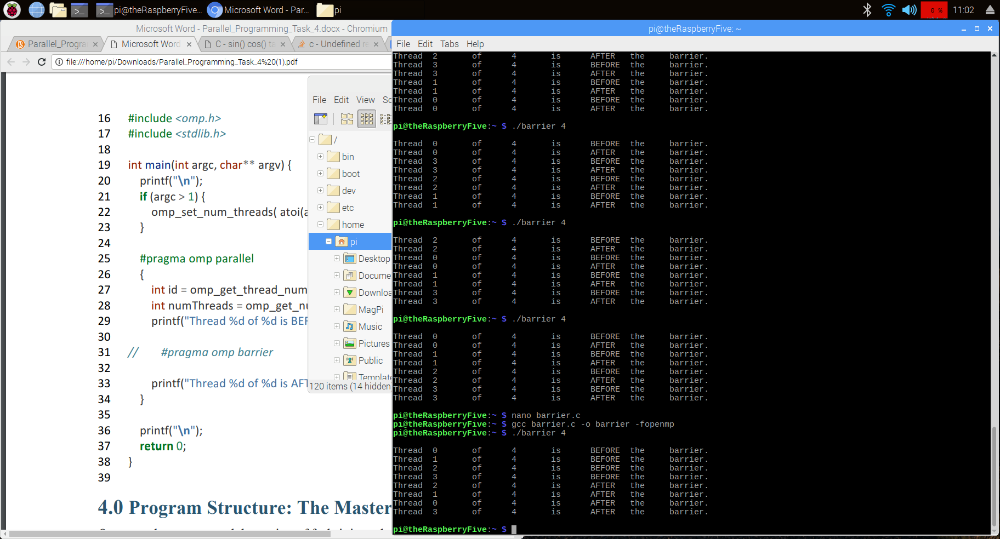 pi@theRaspberryFive... Microsoft Word - Par... pi 0 % 11:02
Microsoft Word - Parallel_Programming_Task_4.docx - Chromium
Parallel_Progra Microsoft Word C - sin() cos() ta c - Undefined re
file:///home/pi/Downloads/Parallel_Programming_Task_4%20(1).pdf
16 #include <omp.h>
17 #include <stdlib.h>
18
19 int main(int argc, char** argv) {
20 printf("\n");
21 if (argc > 1) {
22 omp_set_num_threads( atoi(a
23 }
24
25 #pragma omp parallel
26 {
27 int id = omp_get_thread_num
28 int numThreads = omp_get_nu
29 printf("Thread %d of %d is BEF
30
31 // #pragma omp barrier
32
33 printf("Thread %d of %d is AFT
34 }
35
36 printf("\n");
37 return 0;
38 }
39
4.0 Program Structure: The Master
File Edit View Sc
/
bin
boot
dev
etc
home
pi
Desktop
Docume
Downloa
MagPi
Music
Pictures
Public
Template
120 items (14 hidden)
pi@theRaspberryFive: ~
File Edit Tabs Help
Thread 2 of 4 is AFTER the barrier.
Thread 3 of 4 is BEFORE the barrier.
Thread 3 of 4 is AFTER the barrier.
Thread 1 of 4 is BEFORE the barrier.
Thread 1 of 4 is AFTER the barrier.
Thread 0 of 4 is BEFORE the barrier.
Thread 0 of 4 is AFTER the barrier.
pi@theRaspberryFive:~ $ ./barrier 4
Thread 0 of 4 is BEFORE the barrier.
Thread 0 of 4 is AFTER the barrier.
Thread 3 of 4 is BEFORE the barrier.
Thread 3 of 4 is AFTER the barrier.
Thread 2 of 4 is BEFORE the barrier.
Thread 2 of 4 is AFTER the barrier.
Thread 1 of 4 is BEFORE the barrier.
Thread 1 of 4 is AFTER the barrier.
pi@theRaspberryFive:~ $ ./barrier 4
Thread 2 of 4 is BEFORE the barrier.
Thread 2 of 4 is AFTER the barrier.
Thread 0 of 4 is BEFORE the barrier.
Thread 0 of 4 is AFTER the barrier.
Thread 1 of 4 is BEFORE the barrier.
Thread 1 of 4 is AFTER the barrier.
Thread 3 of 4 is BEFORE the barrier.
Thread 3 of 4 is AFTER the barrier.
pi@theRaspberryFive:~ $ ./barrier 4
Thread 0 of 4 is BEFORE the barrier.
Thread 0 of 4 is AFTER the barrier.
Thread 1 of 4 is BEFORE the barrier.
Thread 1 of 4 is AFTER the barrier.
Thread 2 of 4 is BEFORE the barrier.
Thread 2 of 4 is AFTER the barrier.
Thread 3 of 4 is BEFORE the barrier.
Thread 3 of 4 is AFTER the barrier.
pi@theRaspberryFive:~ $ nano barrier.c
pi@theRaspberryFive:~ $ gcc barrier.c -o barrier -fopenmp
pi@theRaspberryFive:~ $ ./barrier 4
Thread 0 of 4 is BEFORE the barrier.
Thread 1 of 4 is BEFORE the barrier.
Thread 2 of 4 is BEFORE the barrier.
Thread 3 of 4 is BEFORE the barrier.
Thread 2 of 4 is AFTER the barrier.
Thread 1 of 4 is AFTER the barrier.
Thread 0 of 4 is AFTER the barrier.
Thread 3 of 4 is AFTER the barrier.
pi@theRaspberryFive:~ $